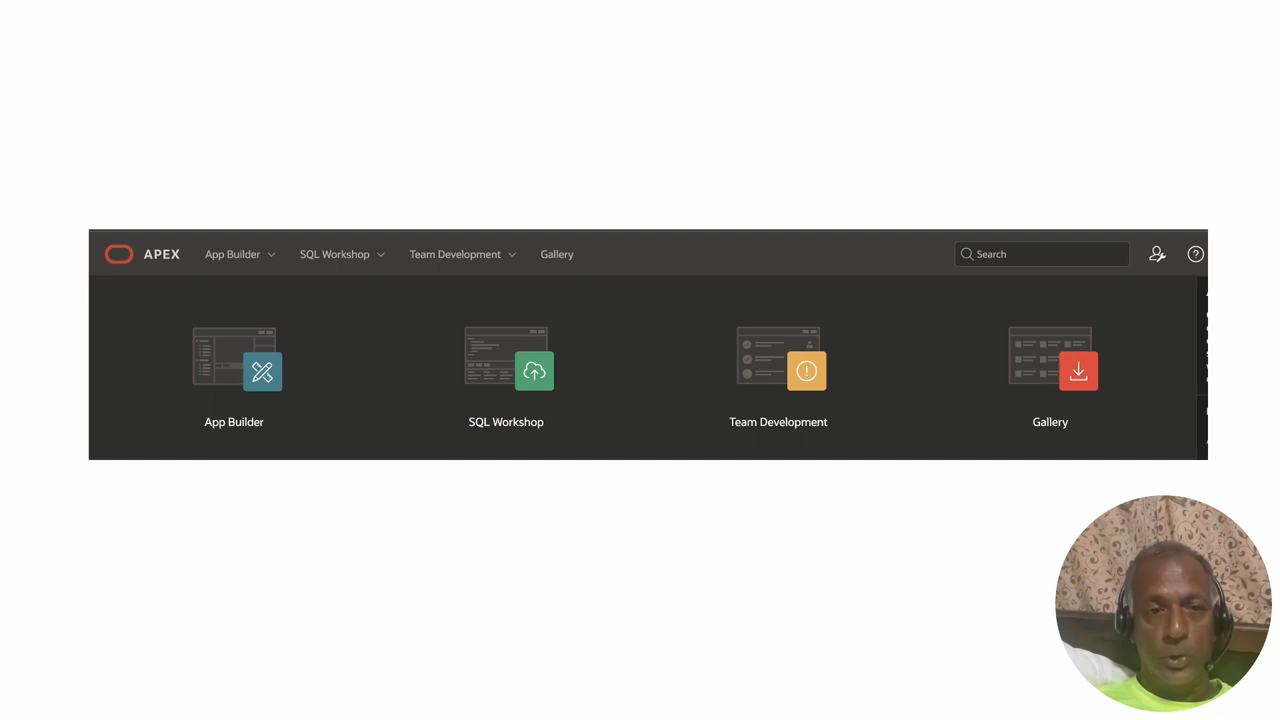 APEX App Builder SQL Workshop Team Development Gallery Search
App Builder SQL Workshop Team Development Gallery